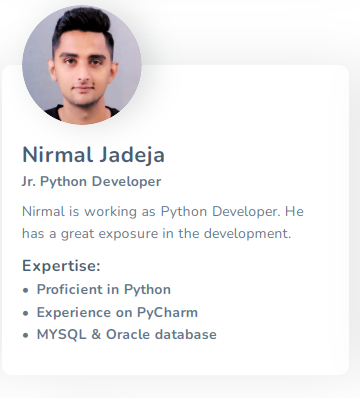 Nirmal Jadeja
Jr. Python Developer
Nirmal is working as Python Developer. He
has a great exposure in the development.
Expertise:
• Proficient in Python
• Experience on PyCharm
• MYSQL & Oracle database